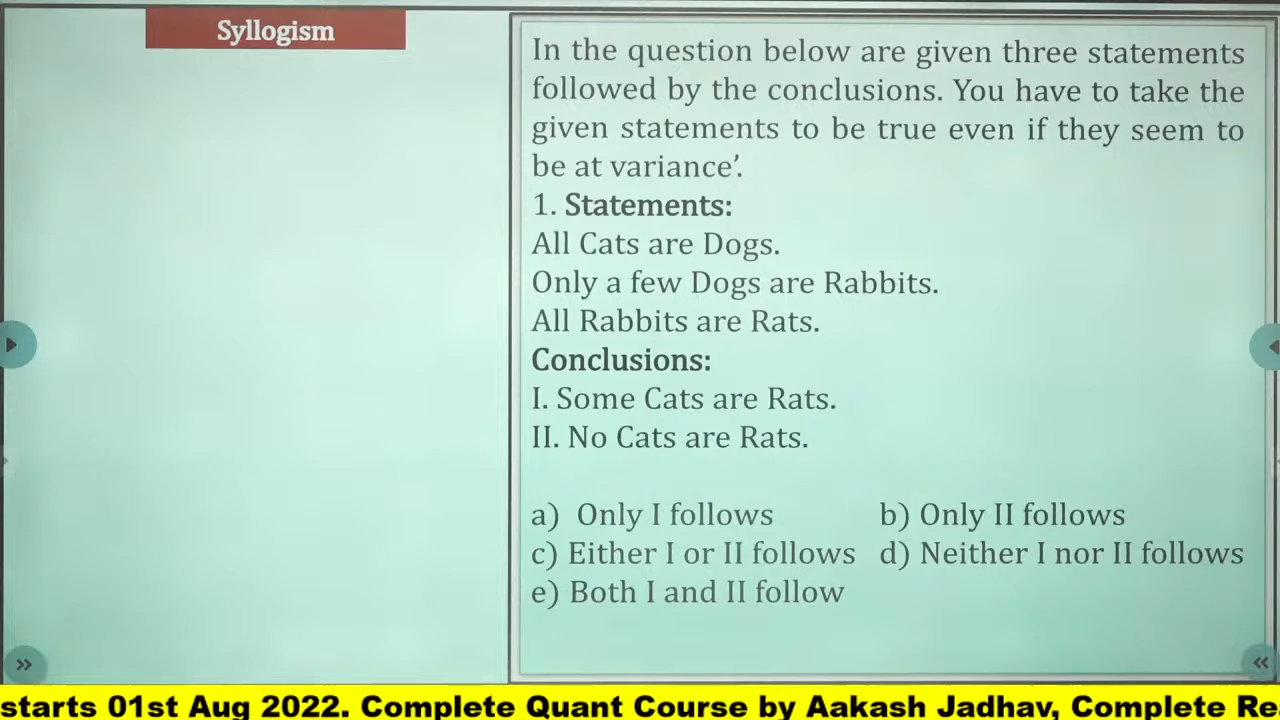 Syllogism
In the question below are given three statements
followed by the conclusions. You have to take the
given statements to be true even if they seem to
be at variance’.
1. Statements:
All Cats are Dogs.
Only a few Dogs are Rabbits.
All Rabbits are Rats.
Conclusions:
I. Some Cats are Rats.
II. No Cats are Rats.
a) Only I follows b) Only II follows
c) Either I or II follows d) Neither I nor II follows
e) Both I and II follow
starts 01st Aug 2022. Complete Quant Course by Aakash Jadhav, Complete Re